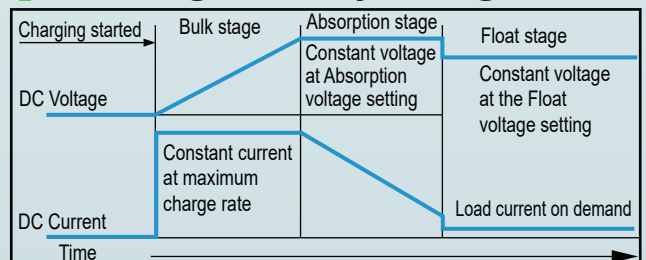 Charging started
Bulk stage
Absorption stage
Float stage
Constant voltage
at Absorption
voltage setting
Constant voltage
at the Float
voltage setting
DC Voltage
Constant current
at maximum
charge rate
Load current on demand
DC Current
Time